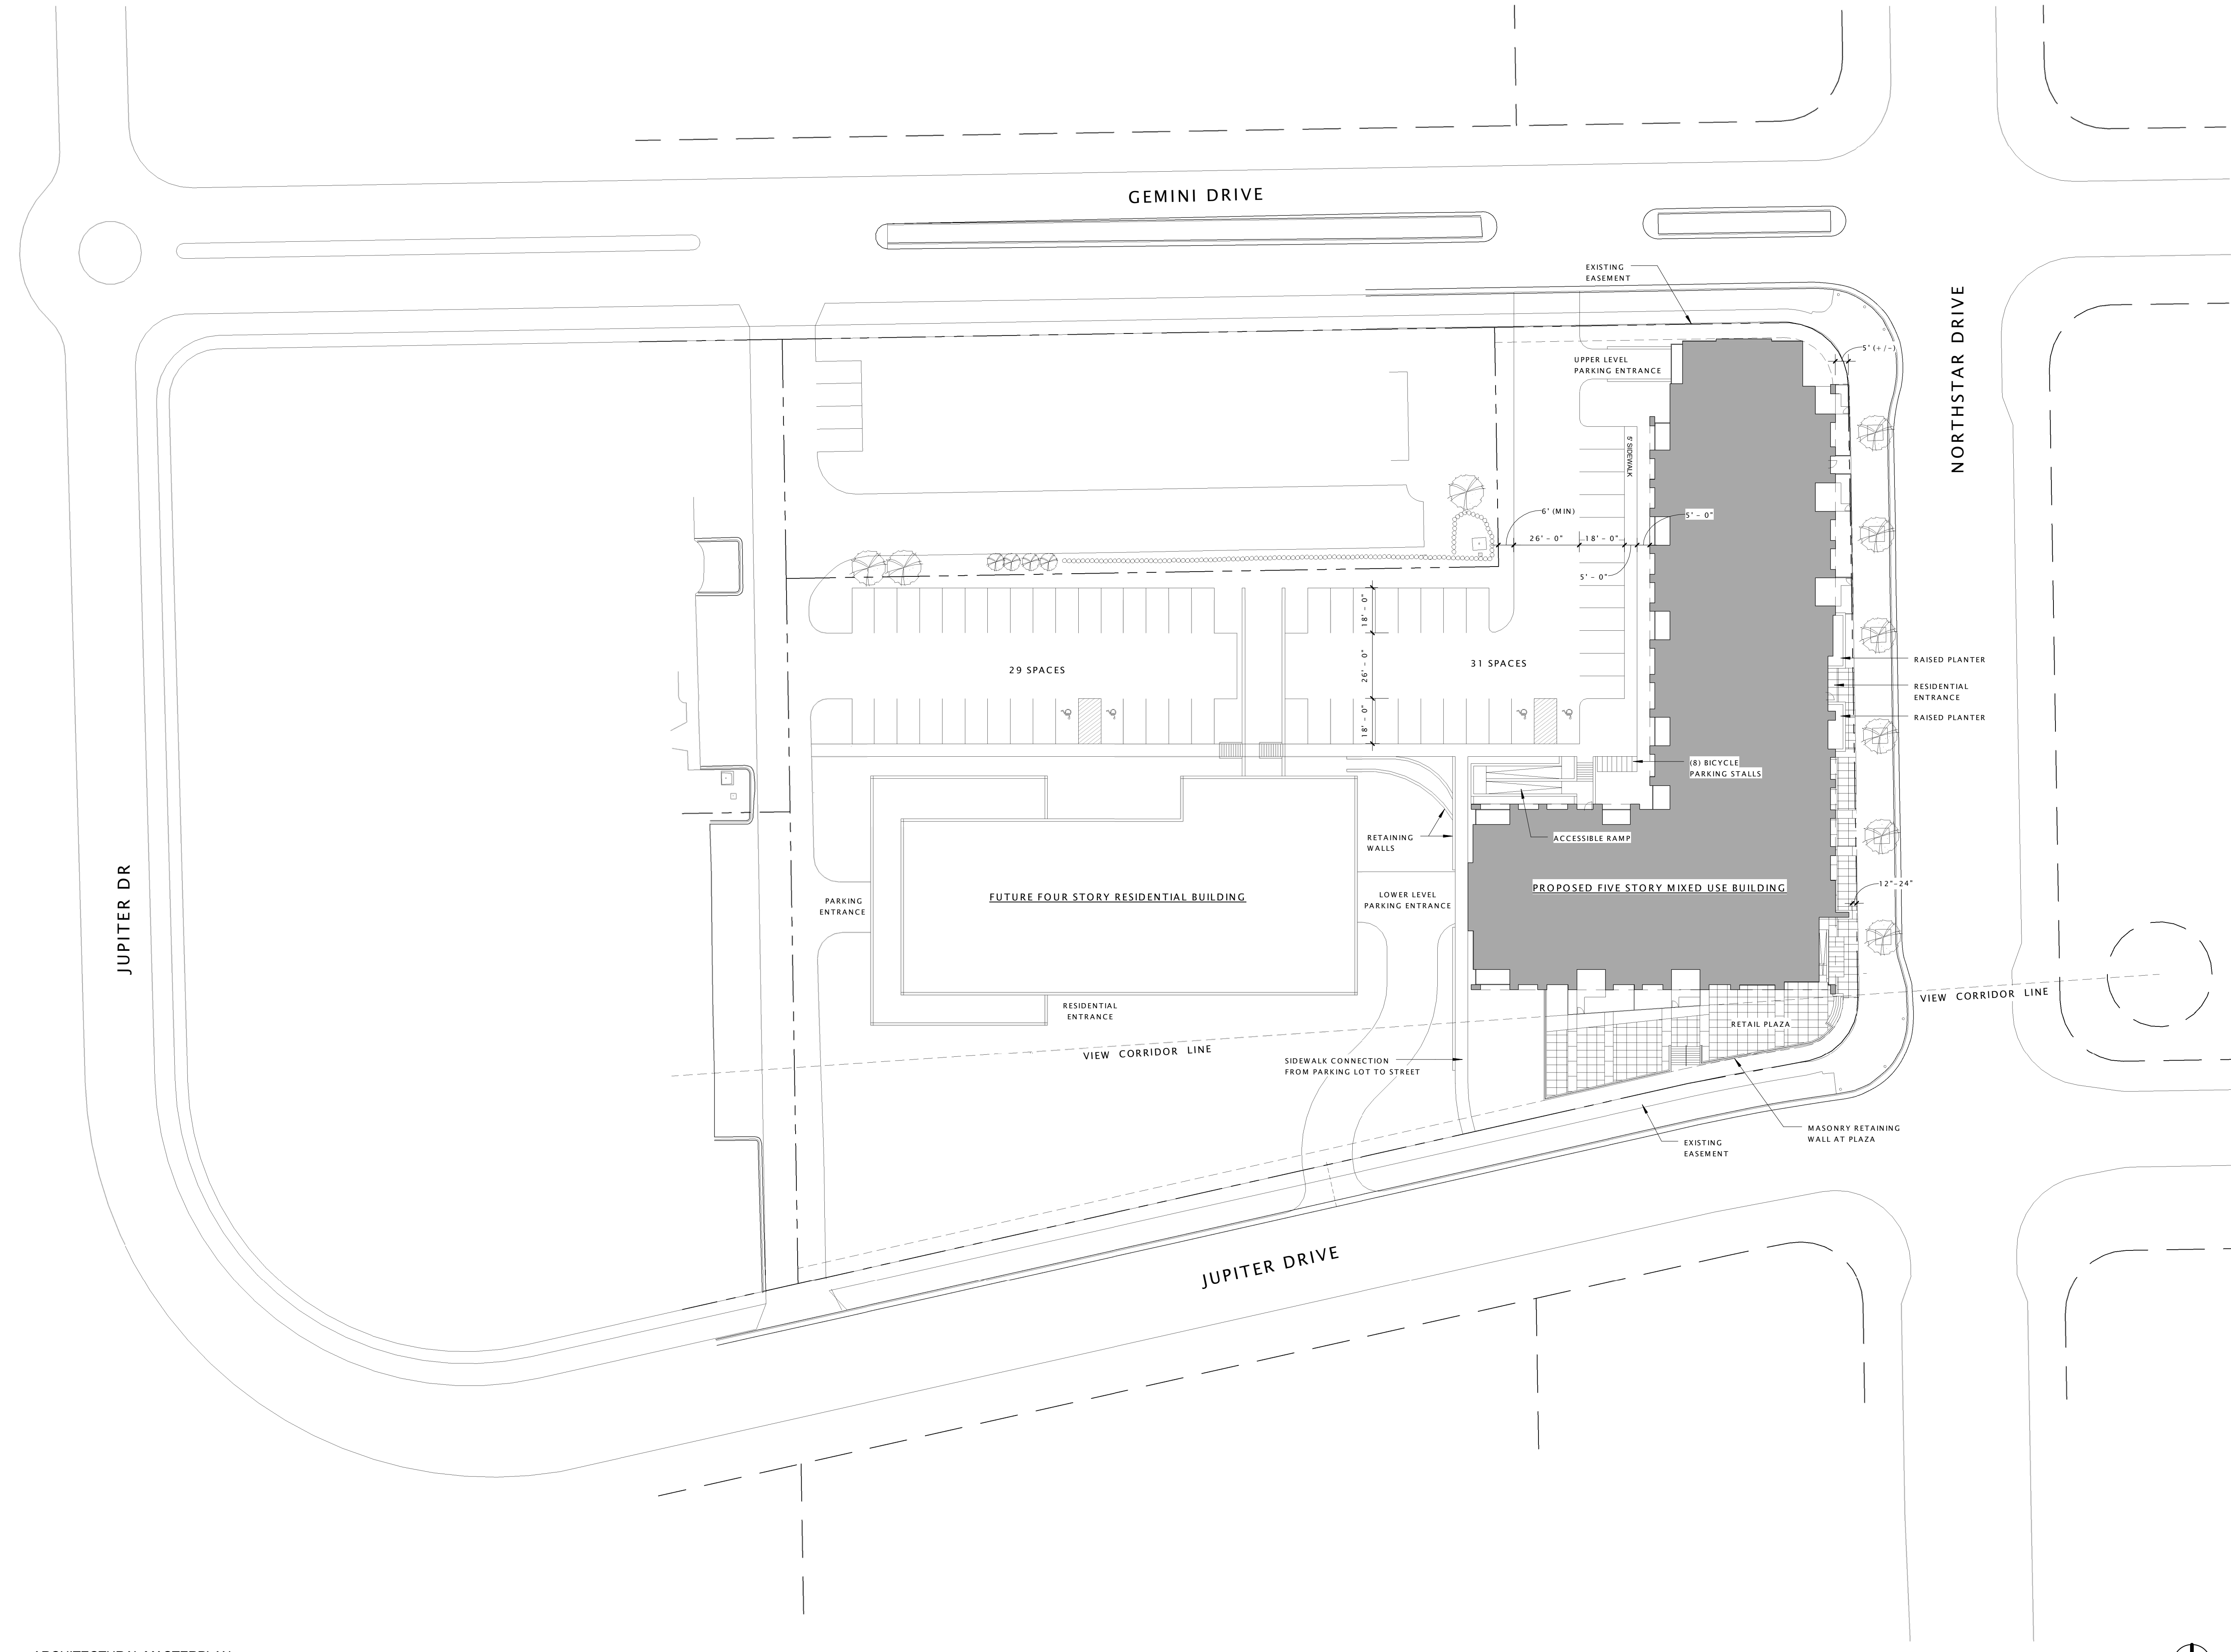 GEMINI DRIVE
EXISTING
EASEMENT
NORTHSTAR DRIVE
5' (+/-)
UPPER LEVEL
PARKING ENTRANCE
5' SIDEWALK
6' (MIN)
5' - 0"
26' - 0"
18' - 0"
5' - 0"
18' - 0"
26' - 0"
18' - 0"
29 SPACES
31 SPACES
RAISED PLANTER
RESIDENTIAL
ENTRANCE
RAISED PLANTER
(8) BICYCLE
PARKING STALLS
RETAINING
WALLS
ACCESSIBLE RAMP
JUPITER DR
PARKING
ENTRANCE
FUTURE FOUR STORY RESIDENTIAL BUILDING
LOWER LEVEL
PARKING ENTRANCE
PROPOSED FIVE STORY MIXED USE BUILDING
12"-24"
RESIDENTIAL
ENTRANCE
VIEW CORRIDOR LINE
VIEW CORRIDOR LINE
RETAIL PLAZA
SIDEWALK CONNECTION
FROM PARKING LOT TO STREET
MASONRY RETAINING
WALL AT PLAZA
EXISTING
EASEMENT
JUPITER DRIVE